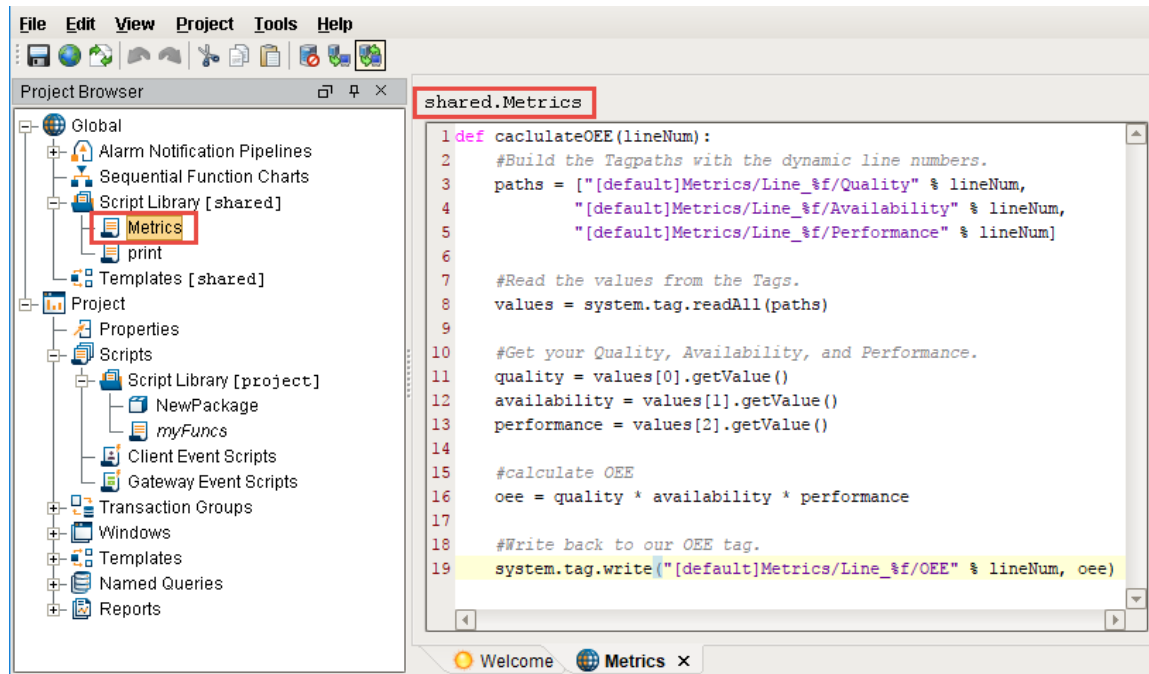 File Edit View Project Tools Help
Project Browser
Global
Alarm Notification Pipelines
Sequential Function Charts
Script Library [shared]
Metrics
print
Templates [shared]
Project
Properties
Scripts
Script Library [project]
NewPackage
myFuncs
Client Event Scripts
Gateway Event Scripts
Transaction Groups
Windows
Templates
Named Queries
Reports
shared.Metrics
1 def caclulateOEE(lineNum):
2 #Build the Tagpaths with the dynamic line numbers.
3 paths = ["[default]Metrics/Line_%f/Quality" % lineNum,
4 "[default]Metrics/Line_%f/Availability" % lineNum,
5 "[default]Metrics/Line_%f/Performance" % lineNum]
6
7 #Read the values from the Tags.
8 values = system.tag.readAll(paths)
9
10 #Get your Quality, Availability, and Performance.
11 quality = values[0].getValue()
12 availability = values[1].getValue()
13 performance = values[2].getValue()
14
15 #calculate OEE
16 oee = quality * availability * performance
17
18 #Write back to our OEE tag.
19 system.tag.write("[default]Metrics/Line_%f/OEE" % lineNum, oee)
Welcome Metrics